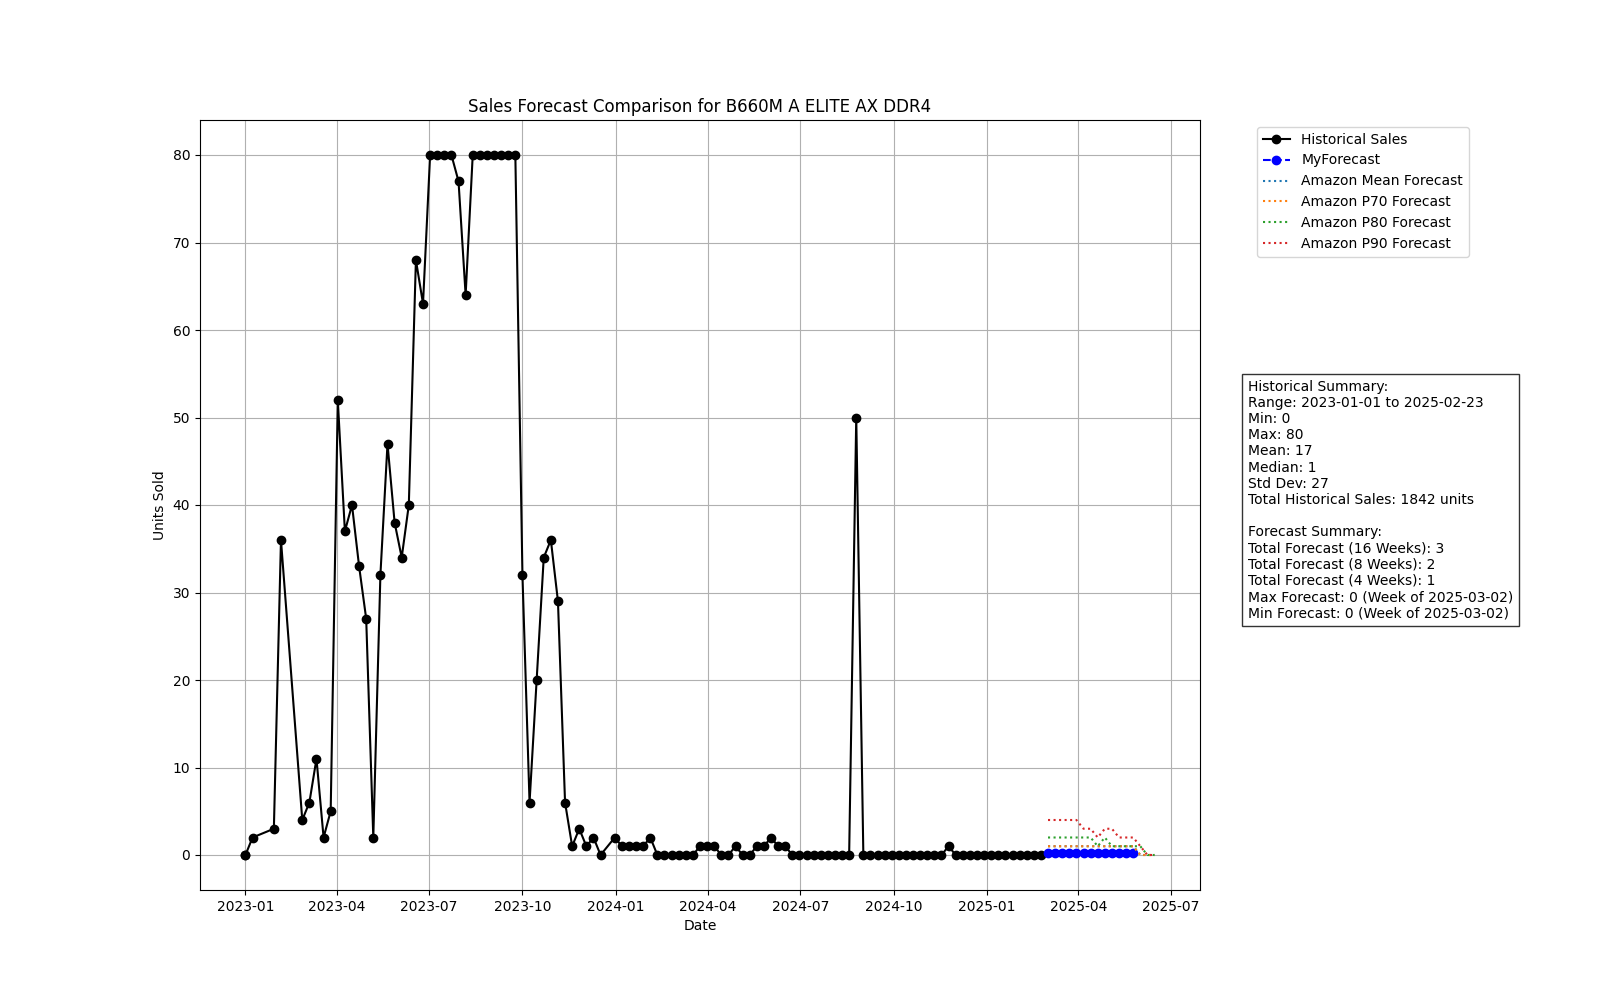 Sales Forecast Comparison for B660M A ELITE AX DDR4
Units Sold
80
70
60
50
40
30
20
10
0
2023-01
2023-04
2023-07
2023-10
2024-01
2024-04
2024-07
2024-10
2025-01
2025-04
2025-07
Date
Historical Sales
MyForecast
Amazon Mean Forecast
Amazon P70 Forecast
Amazon P80 Forecast
Amazon P90 Forecast
Historical Summary:
Range: 2023-01-01 to 2025-02-23
Min: 0
Max: 80
Mean: 17
Median: 1
Std Dev: 27
Total Historical Sales: 1842 units
Forecast Summary:
Total Forecast (16 Weeks): 3
Total Forecast (8 Weeks): 2
Total Forecast (4 Weeks): 1
Max Forecast: 0 (Week of 2025-03-02)
Min Forecast: 0 (Week of 2025-03-02)